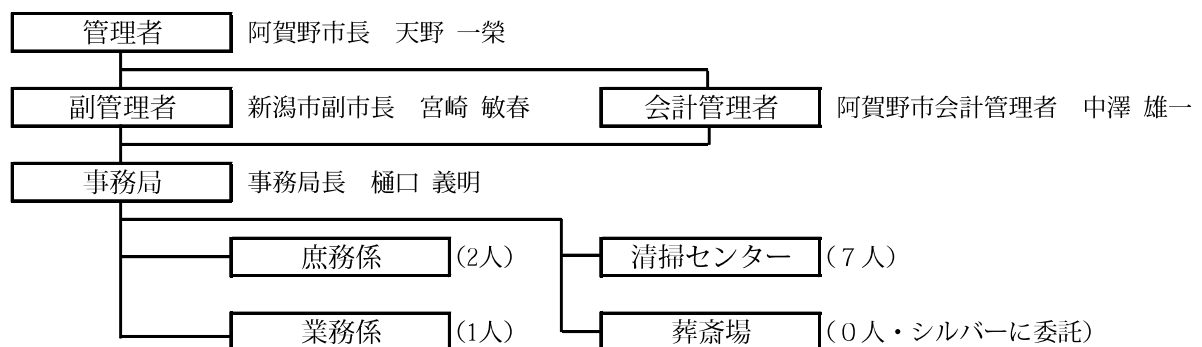 管理者 阿賀野市長 天野 一榮
副管理者 新潟市副市長 宮崎 敏春 会計管理者 阿賀野市会計管理者 中澤 雄一
事務局 事務局長 樋口 義明
庶務係 (2人) 清掃センター (７人)
業務係 (1人) 葬斎場 (０人・シルバーに委託)